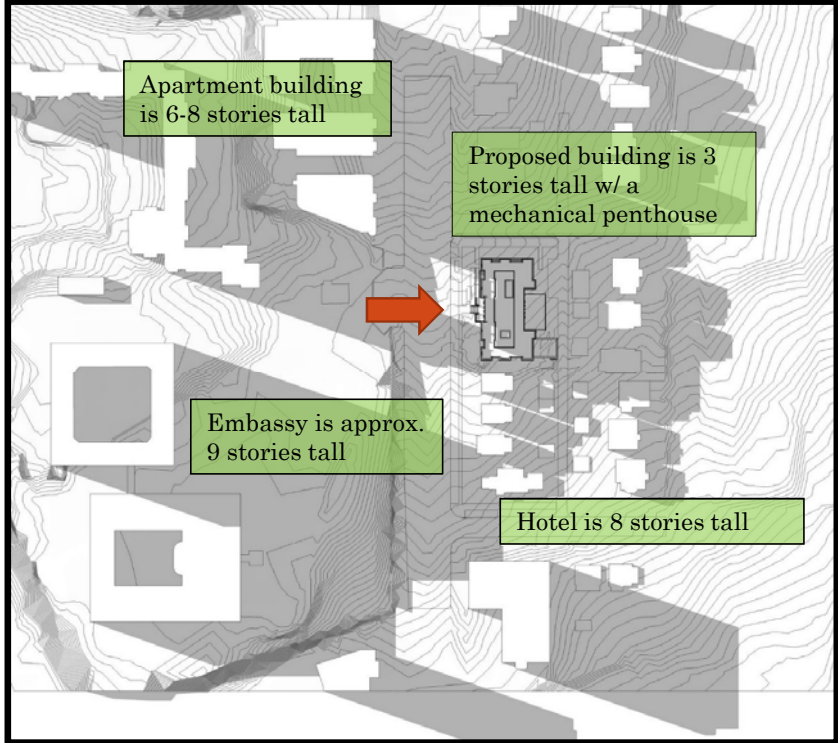 Apartment building
is 6-8 stories tall
Proposed building is 3
stories tall w/ a
mechanical penthouse
Embassy is approx.
9 stories tall
Hotel is 8 stories tall